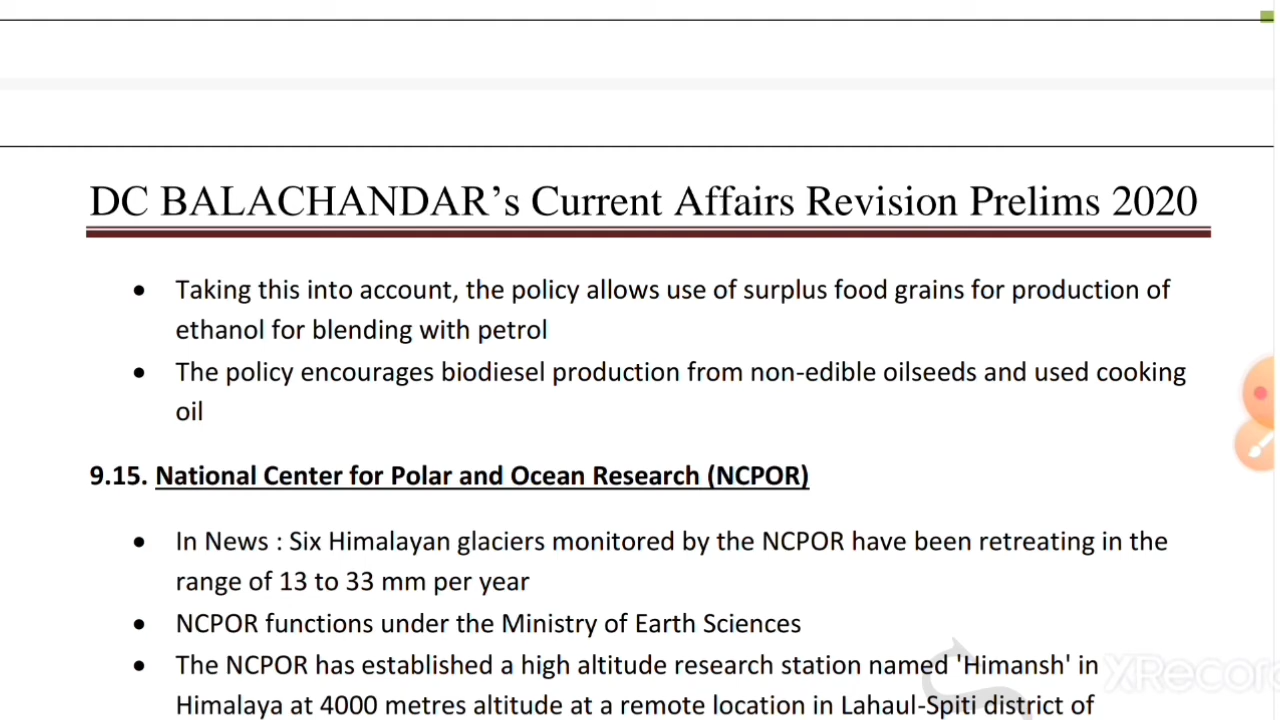 DC BALACHANDAR’s Current Affairs Revision Prelims 2020
• Taking this into account, the policy allows use of surplus food grains for production of
ethanol for blending with petrol
• The policy encourages biodiesel production from non-edible oilseeds and used cooking
oil
9.15. National Center for Polar and Ocean Research (NCPOR)
• In News : Six Himalayan glaciers monitored by the NCPOR have been retreating in the
range of 13 to 33 mm per year
• NCPOR functions under the Ministry of Earth Sciences
• The NCPOR has established a high altitude research station named 'Himansh' in
XRecor
Himalaya at 4000 metres altitude at a remote location in Lahaul-Spiti district of